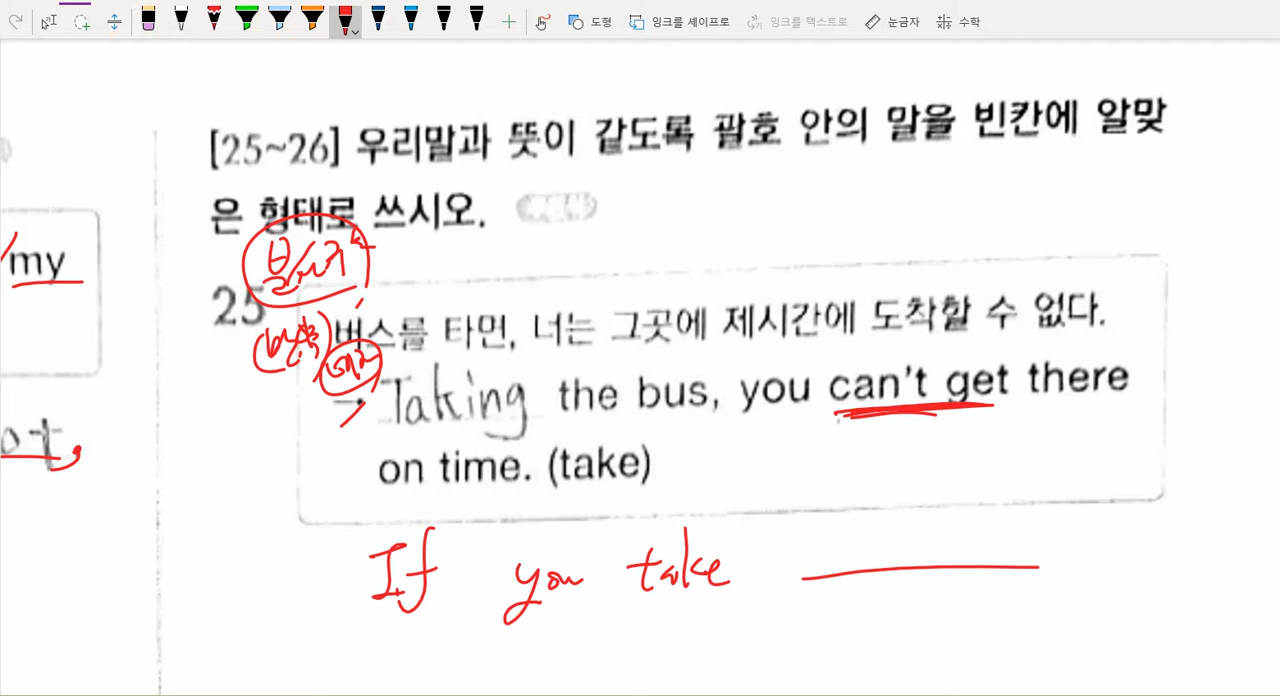 도형
잉크를 셰이프로
잉크를 텍스트로
눈금자
수학
[25~26] 우리말과 뜻이 같도록 괄호 안의 말을 빈칸에 알맞
은 형태로 쓰시오.
my
25
버스를 타면, 너는 그곳에 제시간에 도착할 수 없다.
→ Taking the bus, you can't get there
ot,
on time. (take)
If you take